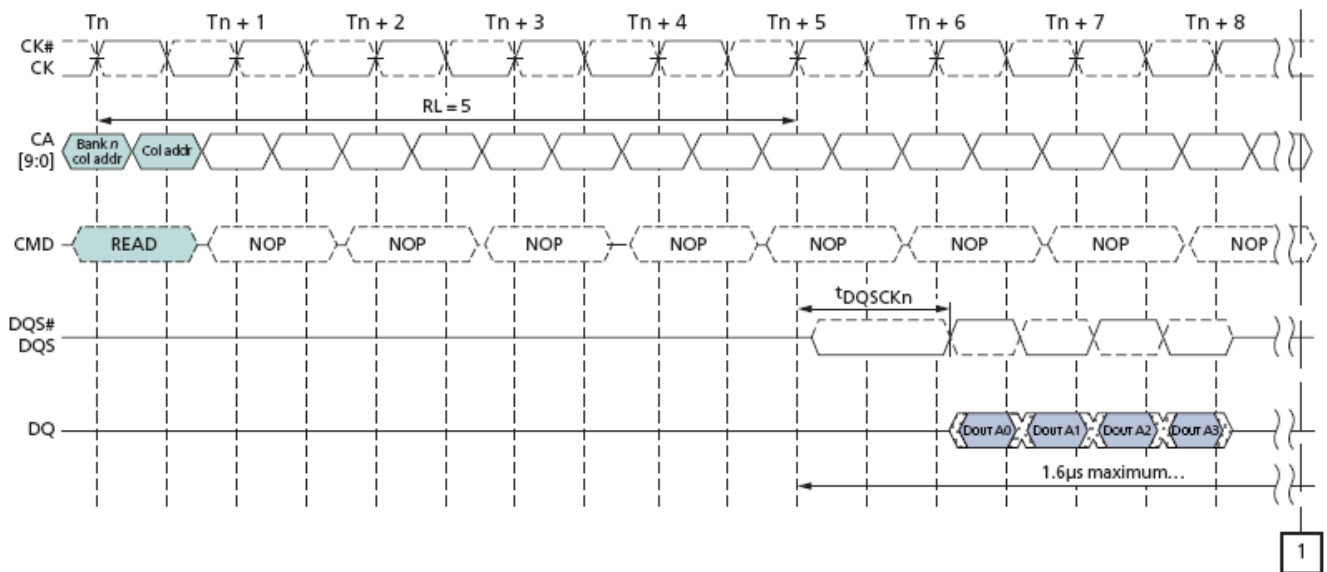 Tn Tn + 1 Tn + 2 Tn + 3 Tn + 4 Tn + 5 Tn + 6 Tn + 7 Tn + 8
CK#
CK
RL = 5
CA
[9:0]
Bank n
col addr
Col addr
CMD READ NOP NOP NOP NOP NOP NOP NOP NOP
tDQSCKn
DQS#
DQS
DQ DOUT A0 DOUT A1 DOUT A2 DOUT A3
1.6µs maximum…
1